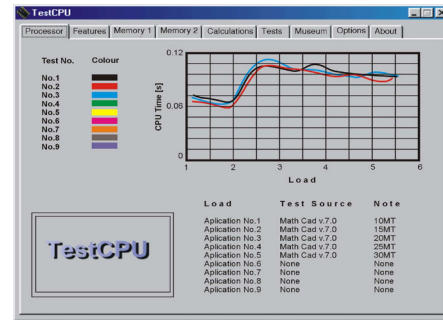 TestCPU
Processor Features Memory 1 Memory 2 Calculations Tests Museum Options About
Test No. Colour
No.1
No.2
No.3
No.4
No.5
No.6
No.7
No.8
No.9
CPU Time [s]
0.12
0.06
0
1 2 3 4 5 6
Load
Load Test Source Note
Aplication No.1 Math Cad v.7.0 10MT
Aplication No.2 Math Cad v.7.0 15MT
Aplication No.3 Math Cad v.7.0 20MT
Aplication No.4 Math Cad v.7.0 25MT
Aplication No.5 Math Cad v.7.0 30MT
Aplication No.6 None None
Aplication No.7 None None
Aplication No.8 None None
Aplication No.9 None None
TestCPU